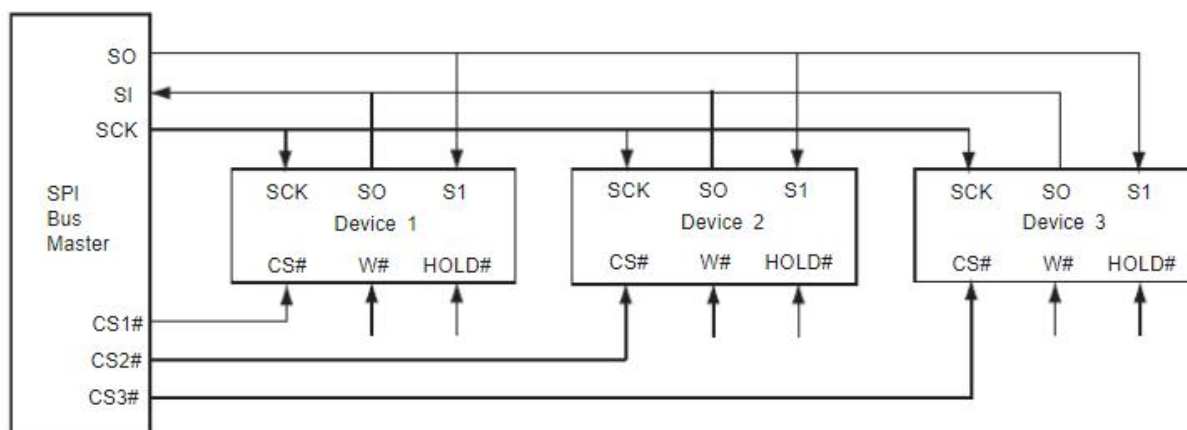 SO
SI
SCK
SPI
Bus
Master
CS1#
CS2#
CS3#
SCK SO S1
Device 1
CS# W# HOLD#
SCK SO S1
Device 2
CS# W# HOLD#
SCK SO S1
Device 3
CS# W# HOLD#